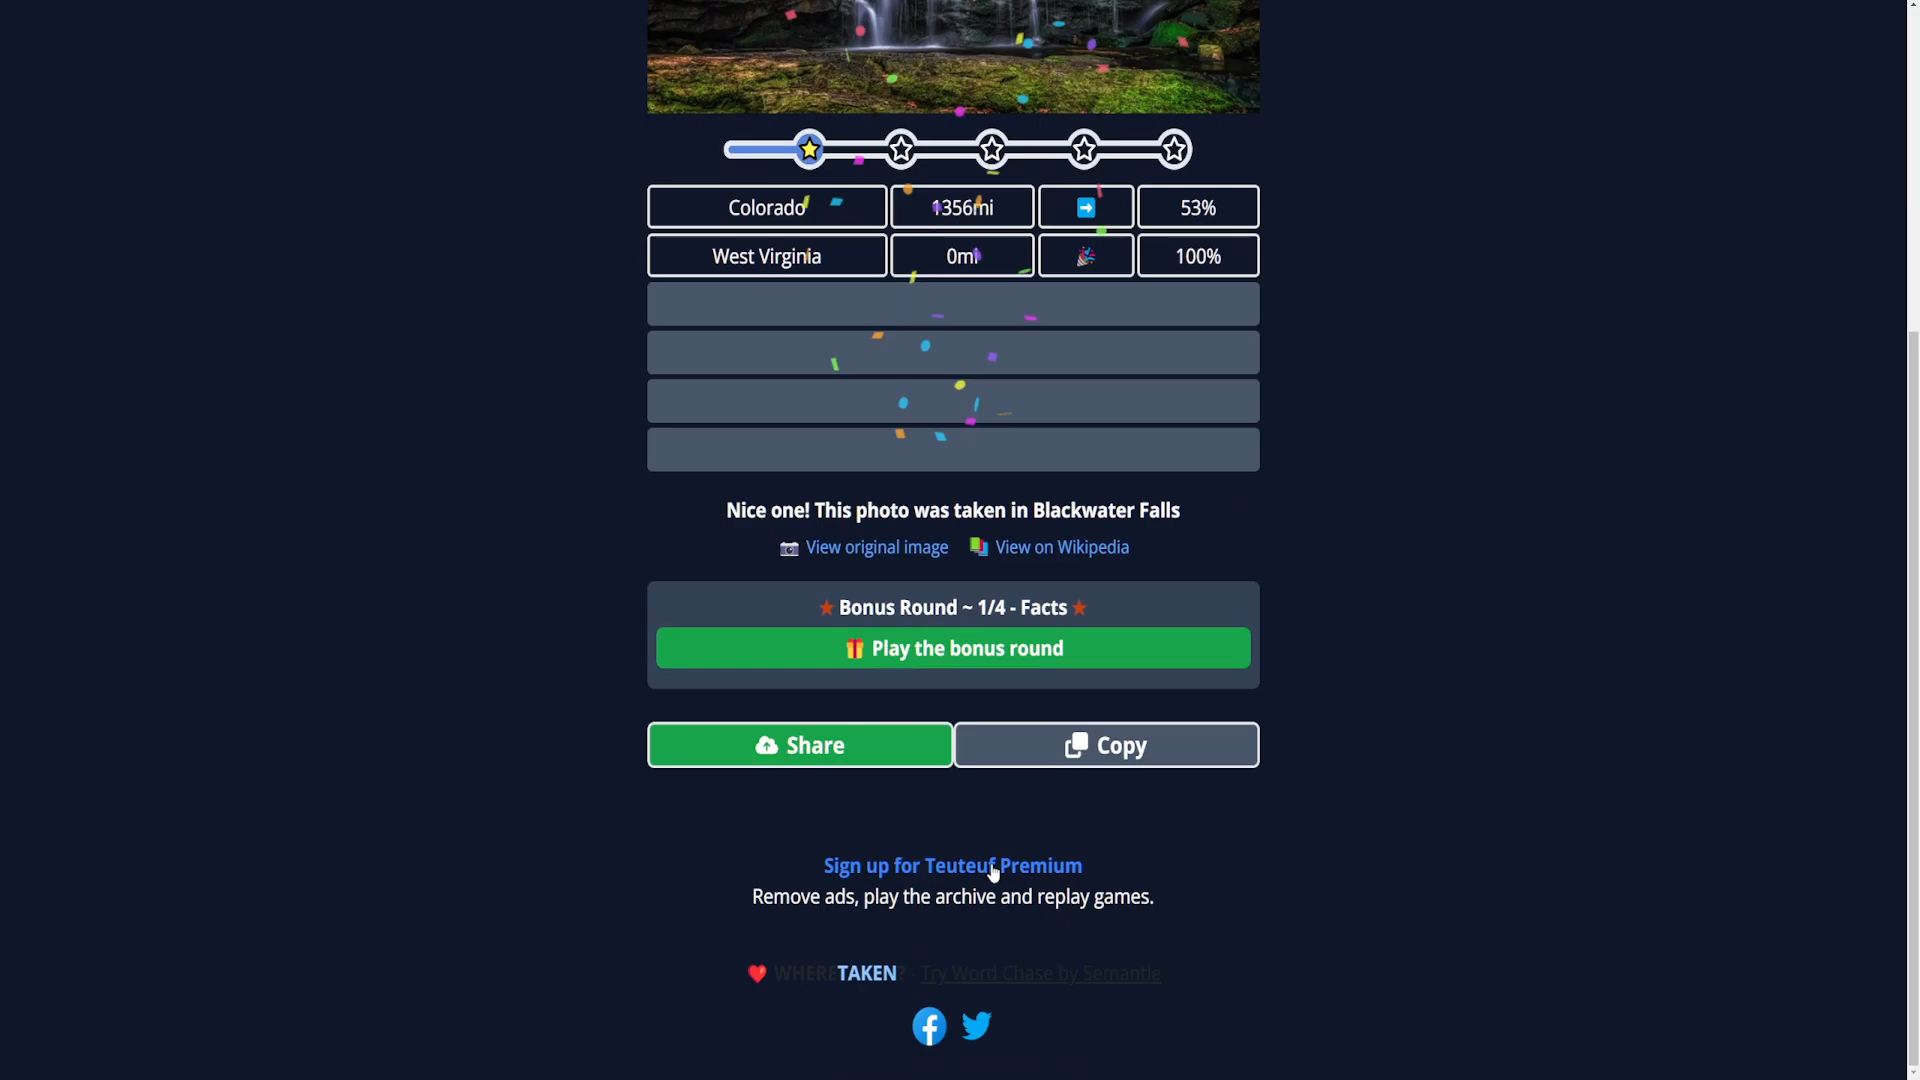 Colorado 1356mi ➡️ 53%
West Virginia 0mi 🎉 100%
Nice one! This photo was taken in Blackwater Falls
View original image View on Wikipedia
Bonus Round ~ 1/4 - Facts
Play the bonus round
Share Copy
Sign up for Teuteuf Premium
Remove ads, play the archive and replay games.
WHERETAKEN? - Try Word Chase by Semantle